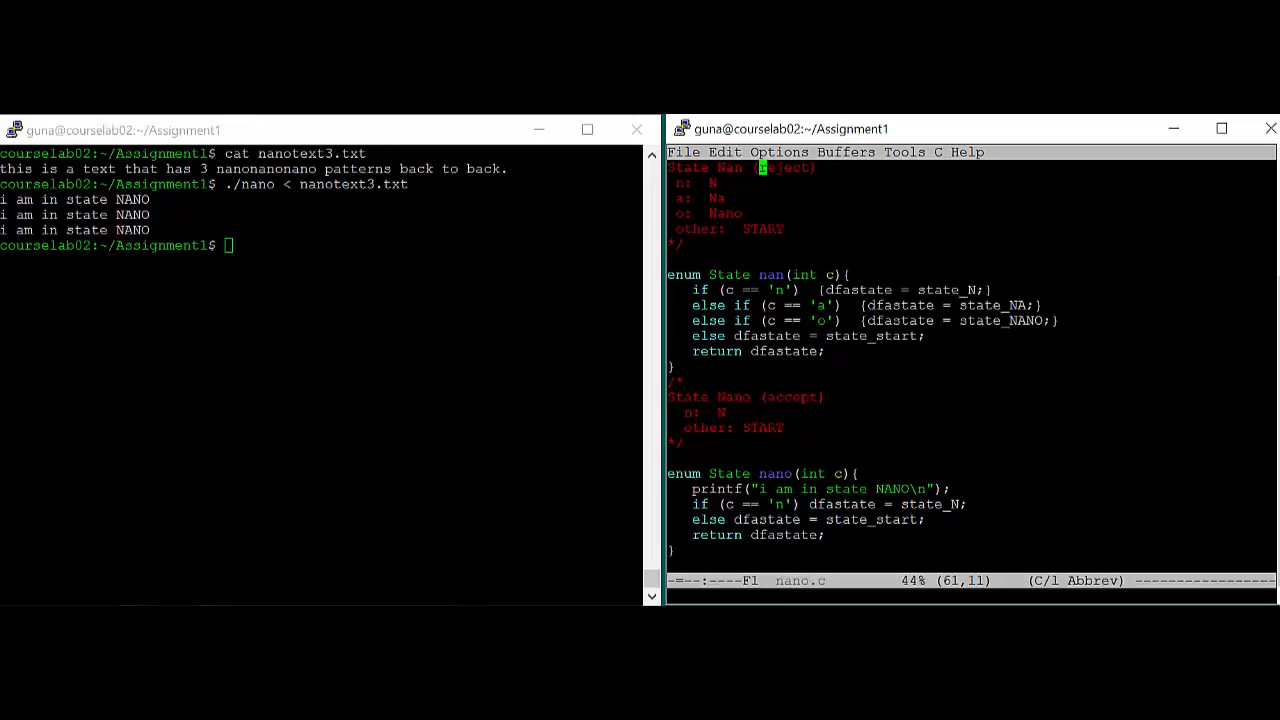 guna@courselab02:~/Assignment1
courselab02:~/Assignment1$ cat nanotext3.txt
this is a text that has 3 nanonanonano patterns back to back.
courselab02:~/Assignment1$ ./nano < nanotext3.txt
i am in state NANO
i am in state NANO
i am in state NANO
courselab02:~/Assignment1$
guna@courselab02:~/Assignment1
File Edit Options Buffers Tools C Help
State Nan (reject)
n: N
a: Na
o: Nano
other: START
*/
enum State nan(int c){
if (c == 'n') {dfastate = state_N;}
else if (c == 'a') {dfastate = state_NA;}
else if (c == 'o') {dfastate = state_NANO;}
else dfastate = state_start;
return dfastate;
}
/*
State Nano (accept)
n: N
other: START
*/
enum State nano(int c){
printf("i am in state NANO\n");
if (c == 'n') dfastate = state_N;
else dfastate = state_start;
return dfastate;
}
-=--:----F1 nano.c 44% (61,11) (C/l Abbrev) -----------------